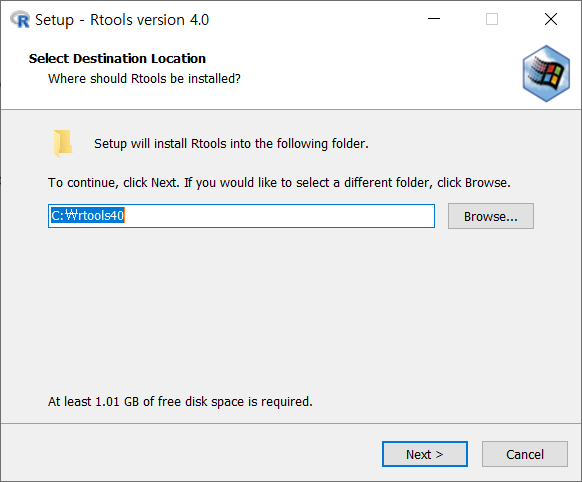 Setup - Rtools version 4.0
Select Destination Location
Where should Rtools be installed?
Setup will install Rtools into the following folder.
To continue, click Next. If you would like to select a different folder, click Browse.
C:₩rtools40
Browse...
At least 1.01 GB of free disk space is required.
Next >
Cancel